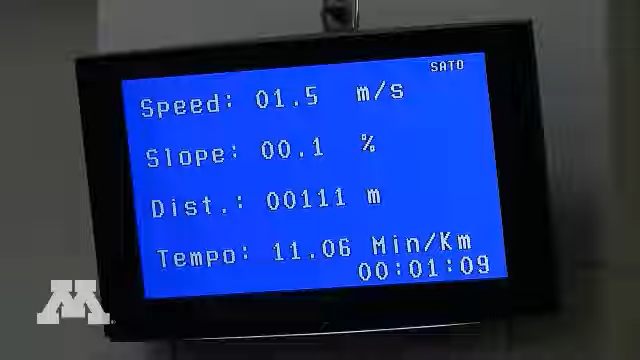 SATO
Speed: 01.5 m/s
Slope: 00.1 %
Dist.: 00111 m
Tempo: 11.06 Min/Km
00:01:09
M